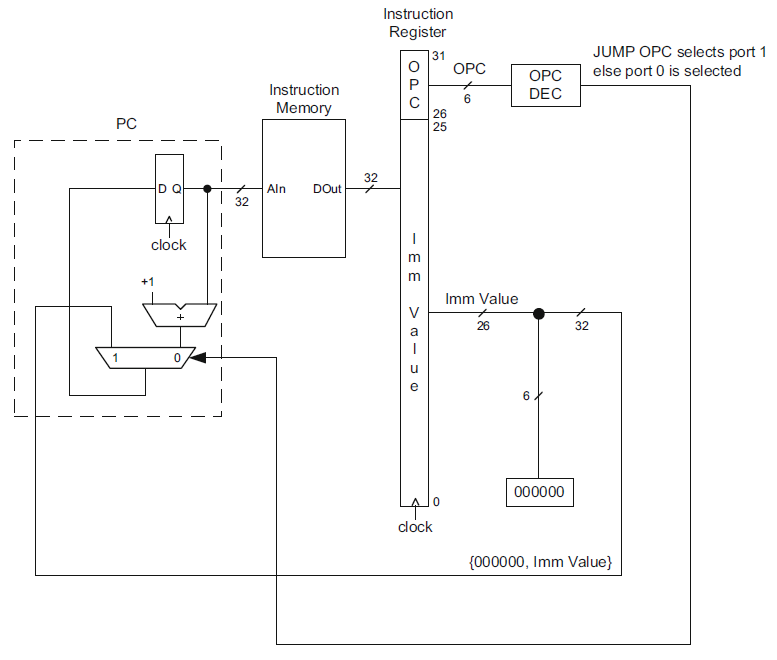 Instruction
Register
31
O
P
C
OPC
6
OPC
DEC
JUMP OPC selects port 1
else port 0 is selected
26
25
Instruction
Memory
PC
D Q
clock
32
AIn
DOut
32
+1
+
1
0
I
m
m
V
a
l
u
e
Imm Value
26
32
6
000000
0
clock
{000000, Imm Value}